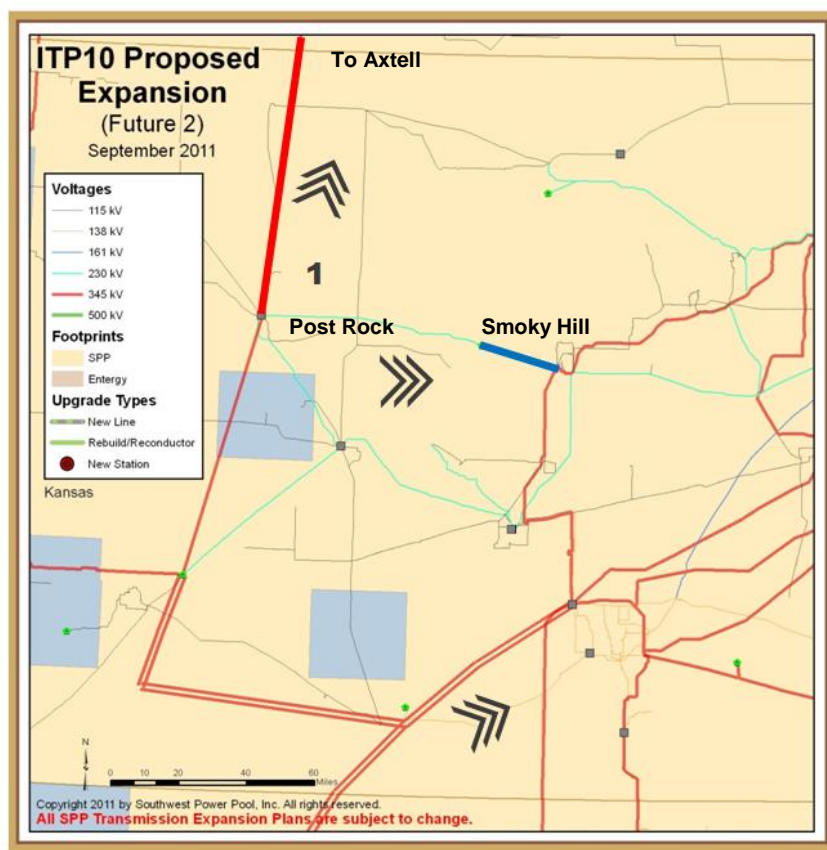 ITP10 Proposed
Expansion
(Future 2)
September 2011
To Axtell
Voltages
115 kV
138 kV
161 kV
230 kV
345 kV
500 kV
Footprints
SPP
Entergy
Upgrade Types
New Line
Rebuild/Reconductor
New Station
Kansas
1
Post Rock
Smoky Hill
N
0 10 20 40 60
Miles
Copyright 2011 by Southwest Power Pool, Inc. All rights reserved.
All SPP Transmission Expansion Plans are subject to change.